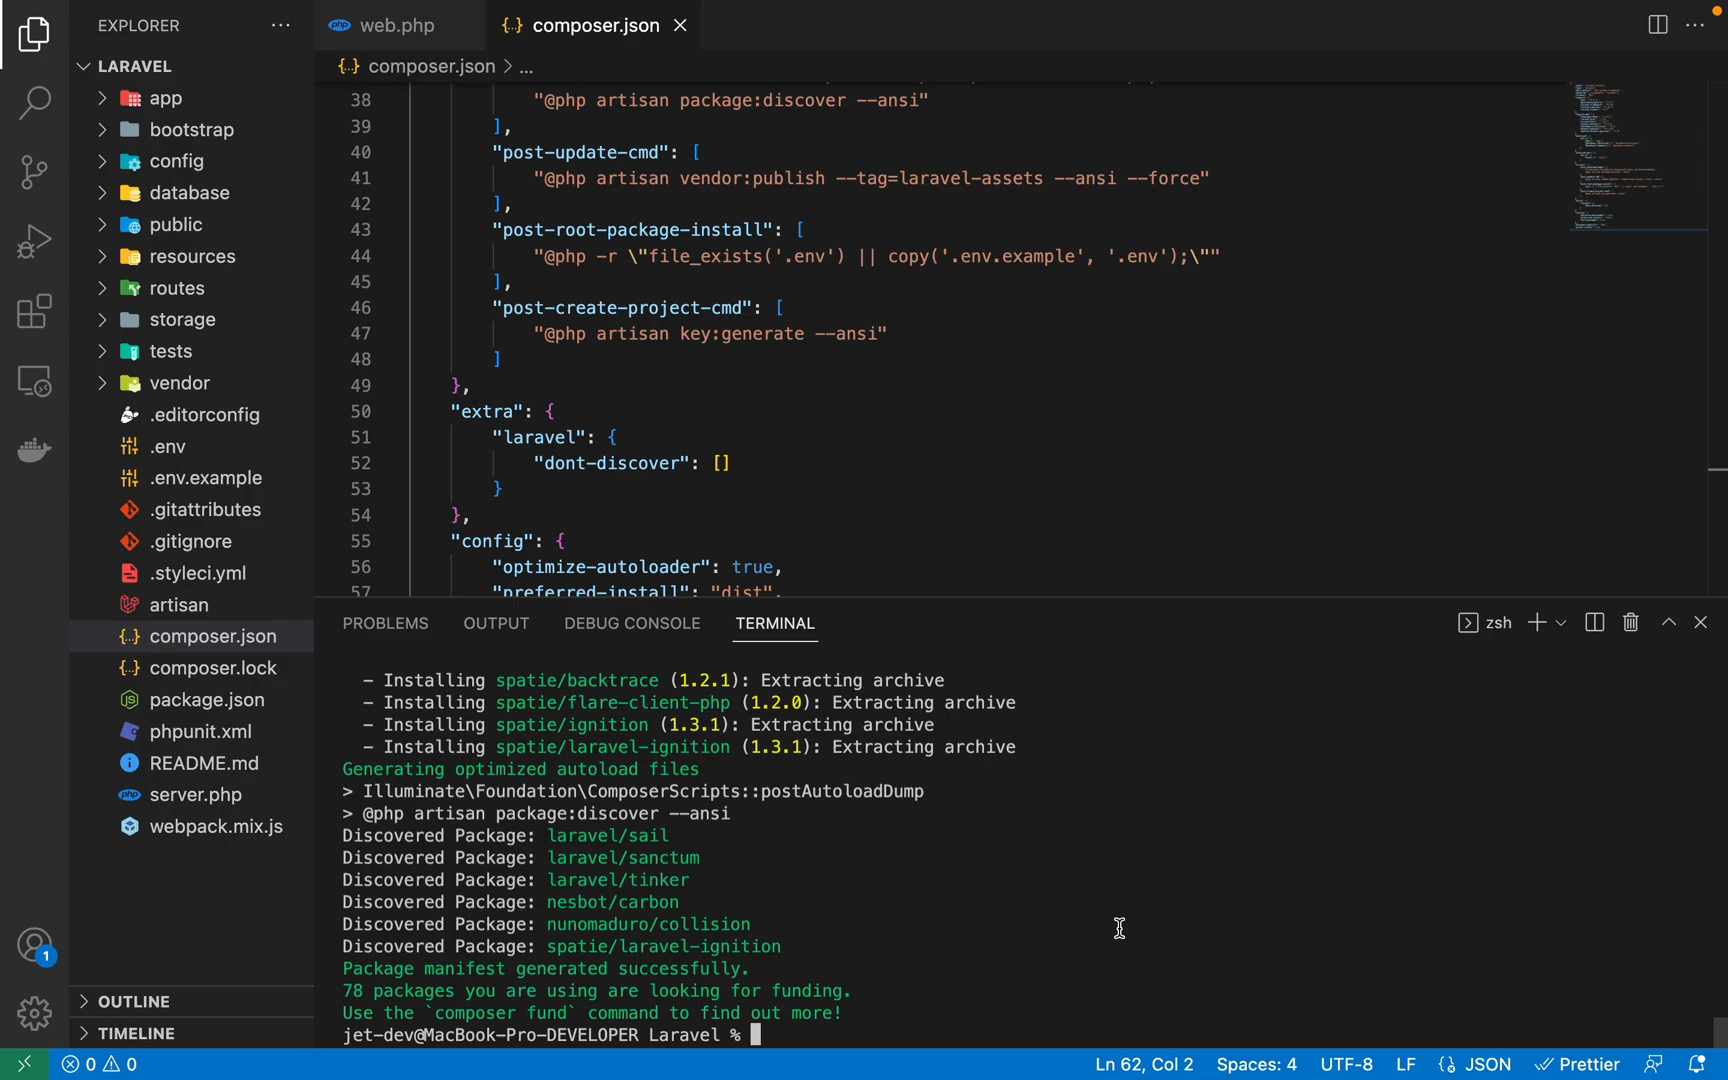 EXPLORER
LARAVEL
app
bootstrap
config
database
public
resources
routes
storage
tests
vendor
.editorconfig
.env
.env.example
.gitattributes
.gitignore
.styleci.yml
artisan
composer.json
composer.lock
package.json
phpunit.xml
README.md
server.php
webpack.mix.js
OUTLINE
TIMELINE
1
web.php
composer.json
composer.json > ...
38 "@php artisan package:discover --ansi"
39 ],
40 "post-update-cmd": [
41 "@php artisan vendor:publish --tag=laravel-assets --ansi --force"
42 ],
43 "post-root-package-install": [
44 "@php -r \"file_exists('.env') || copy('.env.example', '.env');\""
45 ],
46 "post-create-project-cmd": [
47 "@php artisan key:generate --ansi"
48 ]
49 },
50 "extra": {
51 "laravel": {
52 "dont-discover": []
53 }
54 },
55 "config": {
56 "optimize-autoloader": true,
57 "preferred-install": "dist",
PROBLEMS OUTPUT DEBUG CONSOLE TERMINAL zsh
- Installing spatie/backtrace (1.2.1): Extracting archive
- Installing spatie/flare-client-php (1.2.0): Extracting archive
- Installing spatie/ignition (1.3.1): Extracting archive
- Installing spatie/laravel-ignition (1.3.1): Extracting archive
Generating optimized autoload files
> Illuminate\Foundation\ComposerScripts::postAutoloadDump
> @php artisan package:discover --ansi
Discovered Package: laravel/sail
Discovered Package: laravel/sanctum
Discovered Package: laravel/tinker
Discovered Package: nesbot/carbon
Discovered Package: nunomaduro/collision
Discovered Package: spatie/laravel-ignition
Package manifest generated successfully.
78 packages you are using are looking for funding.
Use the `composer fund` command to find out more!
jet-dev@MacBook-Pro-DEVELOPER Laravel %
0 0 Ln 62, Col 2 Spaces: 4 UTF-8 LF {} JSON Prettier